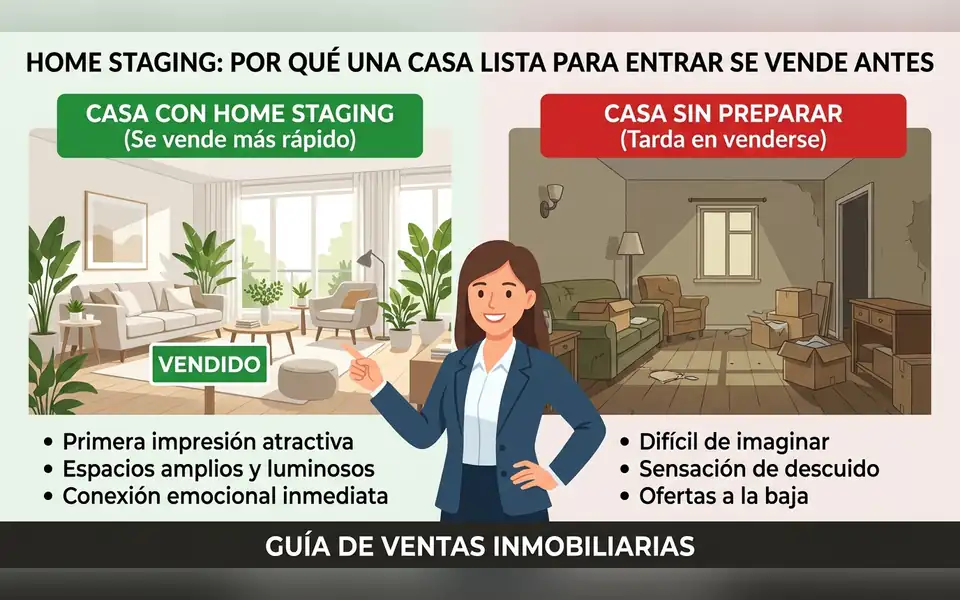 HOME STAGING: POR QUÉ UNA CASA LISTA PARA ENTRAR SE VENDE ANTES
CASA CON HOME STAGING
(Se vende más rápido)
VENDIDO
• Primera impresión atractiva
• Espacios amplios y luminosos
• Conexión emocional inmediata
CASA SIN PREPARAR
(Tarda en venderse)
• Difícil de imaginar
• Sensación de descuido
• Ofertas a la baja
GUÍA DE VENTAS INMOBILIARIAS